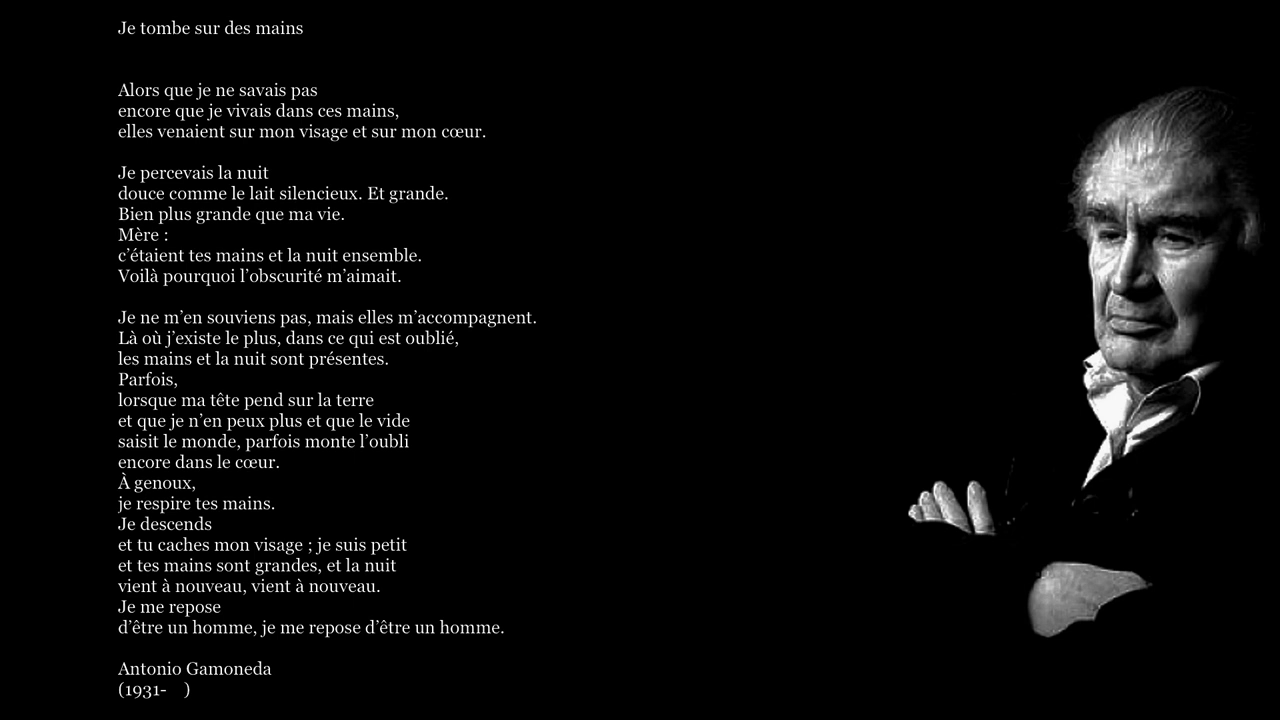 Je tombe sur des mains
Alors que je ne savais pas
encore que je vivais dans ces mains,
elles venaient sur mon visage et sur mon cœur.
Je percevais la nuit
douce comme le lait silencieux. Et grande.
Bien plus grande que ma vie.
Mère :
c’étaient tes mains et la nuit ensemble.
Voilà pourquoi l’obscurité m’aimait.
Je ne m’en souviens pas, mais elles m’accompagnent.
Là où j’existe le plus, dans ce qui est oublié,
les mains et la nuit sont présentes.
Parfois,
lorsque ma tête pend sur la terre
et que je n’en peux plus et que le vide
saisit le monde, parfois monte l’oubli
encore dans le cœur.
À genoux,
je respire tes mains.
Je descends
et tu caches mon visage ; je suis petit
et tes mains sont grandes, et la nuit
vient à nouveau, vient à nouveau.
Je me repose
d’être un homme, je me repose d’être un homme.
Antonio Gamoneda
(1931- )